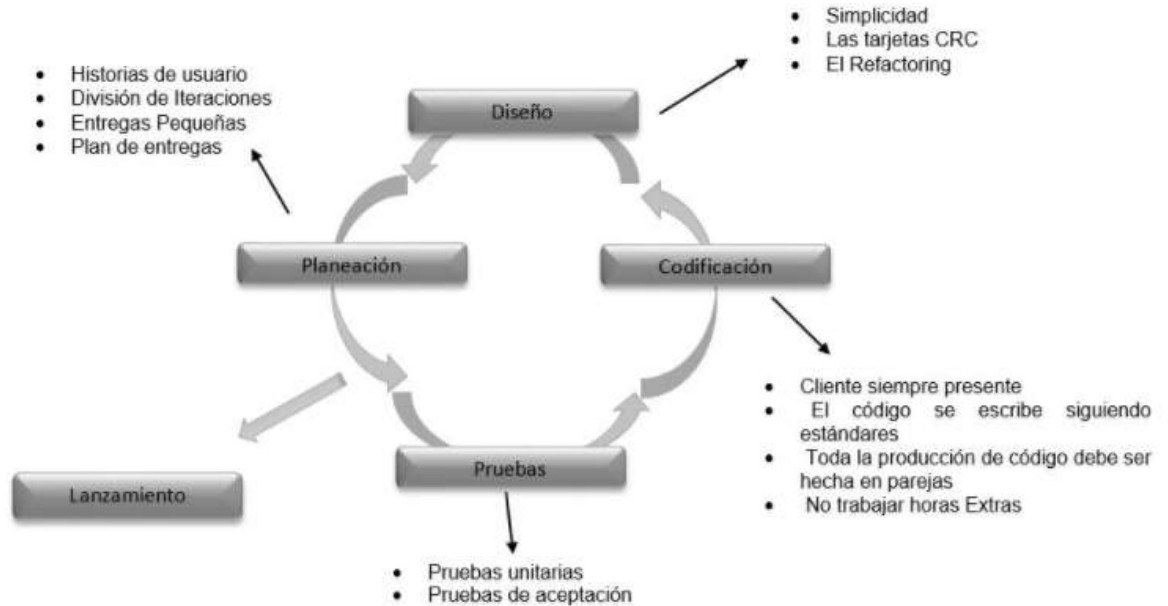 • Simplicidad
• Las tarjetas CRC
• El Refactoring
• Historias de usuario
• División de Iteraciones
• Entregas Pequeñas
• Plan de entregas
Diseño
Planeación
Codificación
• Cliente siempre presente
• El código se escribe siguiendo
estándares
• Toda la producción de código debe ser
hecha en parejas
• No trabajar horas Extras
Pruebas
Lanzamiento
• Pruebas unitarias
• Pruebas de aceptación